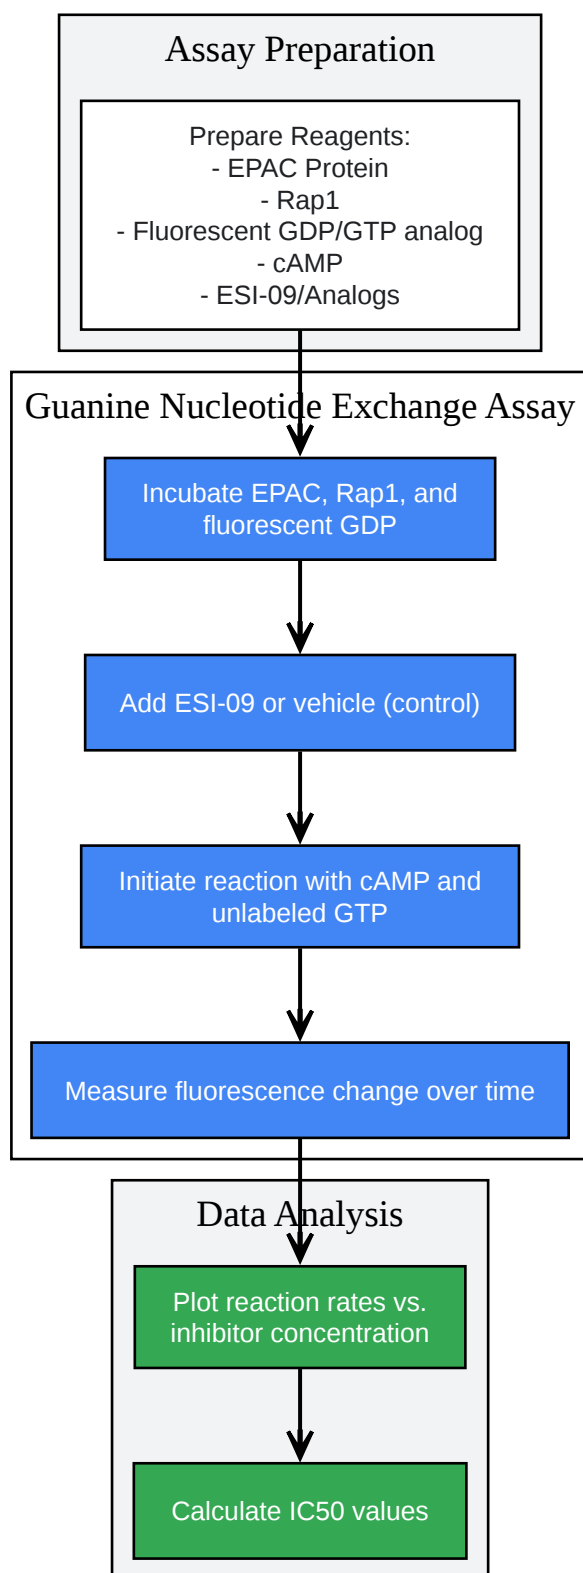 Assay Preparation
Prepare Reagents:
- EPAC Protein
- Rap1
- Fluorescent GDP/GTP analog
- cAMP
- ESI-09/Analogs
Guanine Nucleotide Exchange Assay
Incubate EPAC, Rap1, and
fluorescent GDP
Add ESI-09 or vehicle (control)
Initiate reaction with cAMP and
unlabeled GTP
Measure fluorescence change over time
Data Analysis
Plot reaction rates vs.
inhibitor concentration
Calculate IC50 values